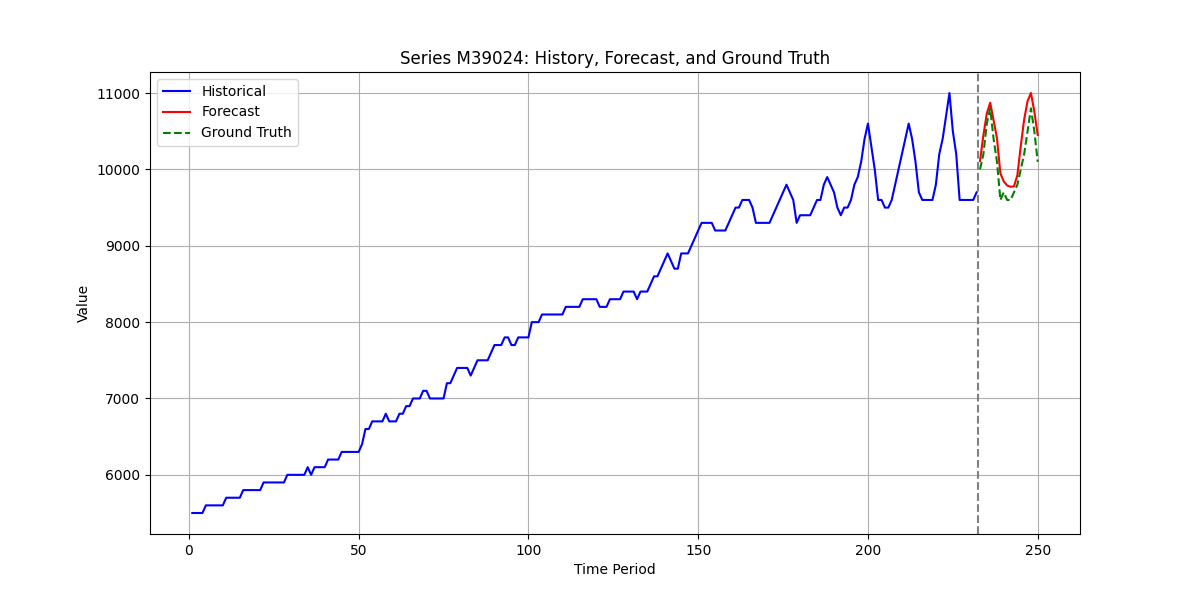 Series M39024: History, Forecast, and Ground Truth
Historical
Forecast
Ground Truth
11000
10000
9000
8000
7000
6000
Value
0 50 100 150 200 250
Time Period